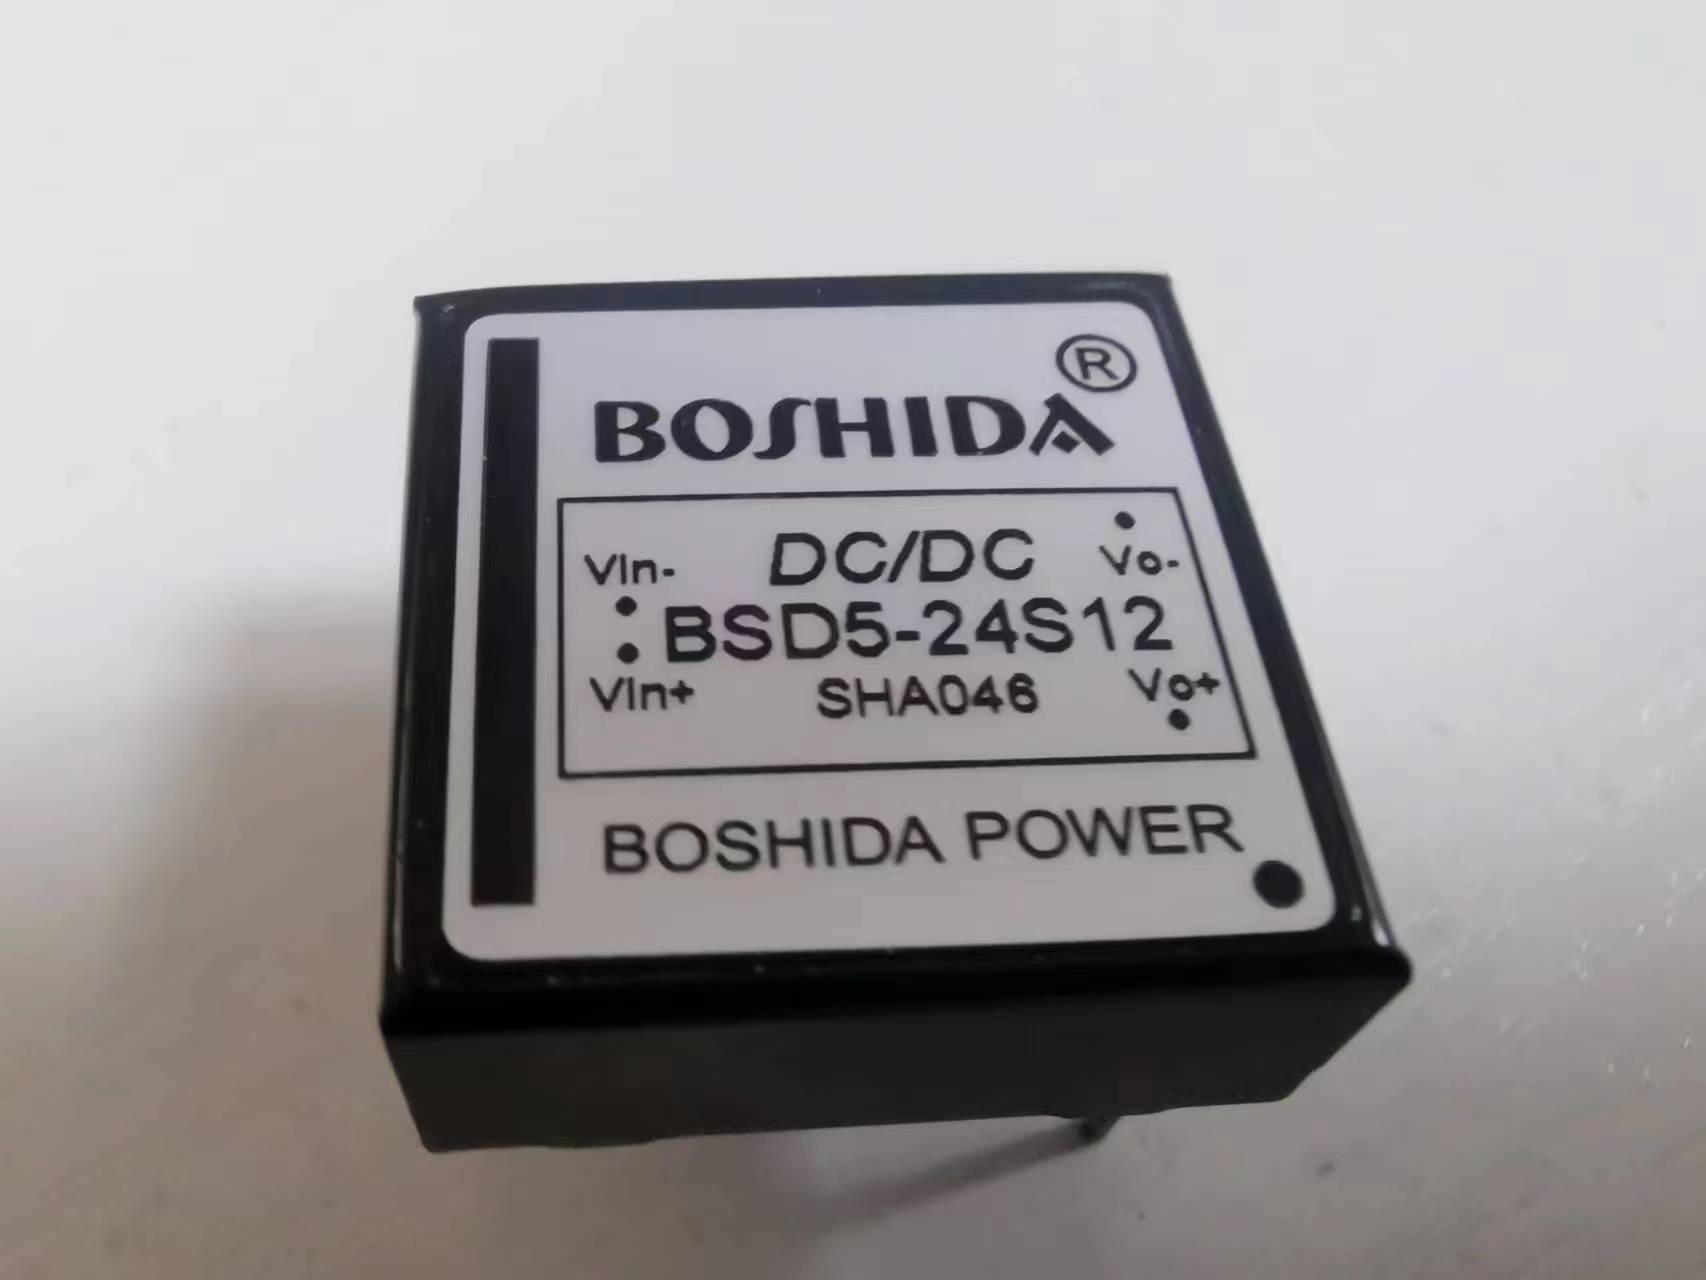 BOSHIDA®
Vin- DC/DC Vo-
BSD5-24S12
Vin+ SHA046 Vo+
BOSHIDA POWER